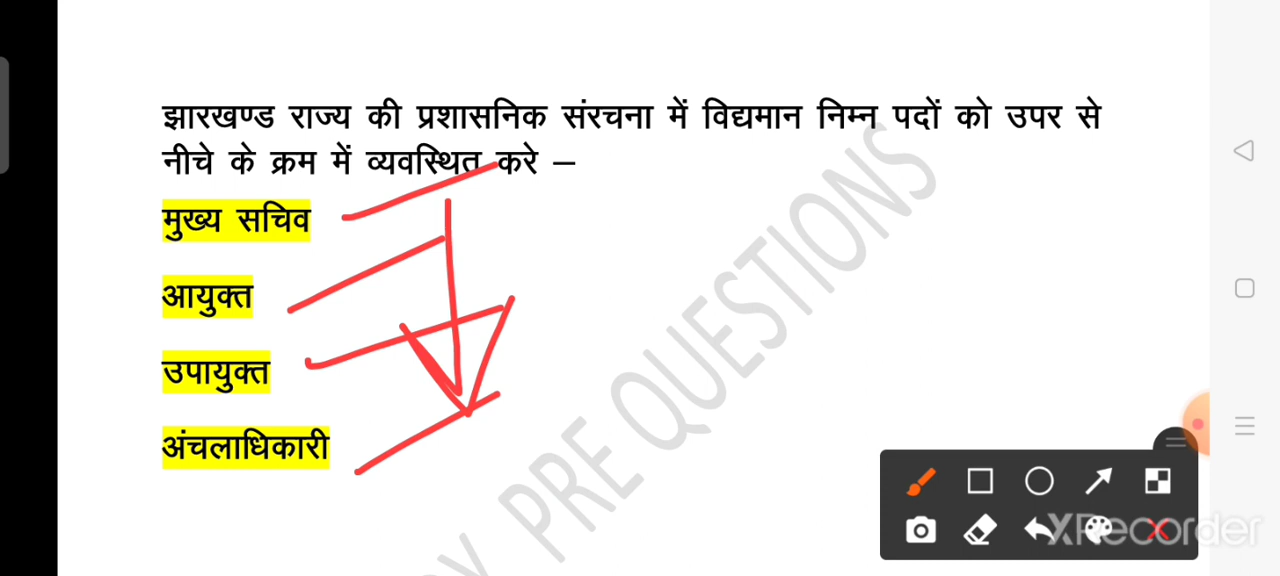 झारखण्ड राज्य की प्रशासनिक संरचना में विद्यमान निम्न पदों को उपर से
नीचे के क्रम में व्यवस्थित करे –
मुख्य सचिव
आयुक्त
उपायुक्त
अंचलाधिकारी
PRE QUESTIONS
XRecorder